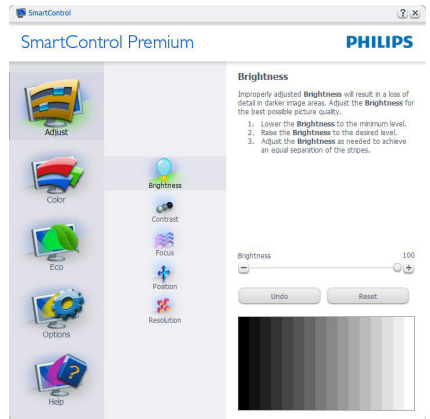 SmartControl
? ×
SmartControl Premium
PHILIPS
Adjust
Color
Eco
Options
Help
Brightness
Contrast
Focus
Position
Resolution
Brightness
Improperly adjusted Brightness will result in a loss of
detail in darker image areas. Adjust the Brightness for
the best possible picture quality.
1. Lower the Brightness to the minimum level.
2. Raise the Brightness to the desired level.
3. Adjust the Brightness as needed to achieve
an equal separation of the stripes.
Brightness 100
Undo Reset